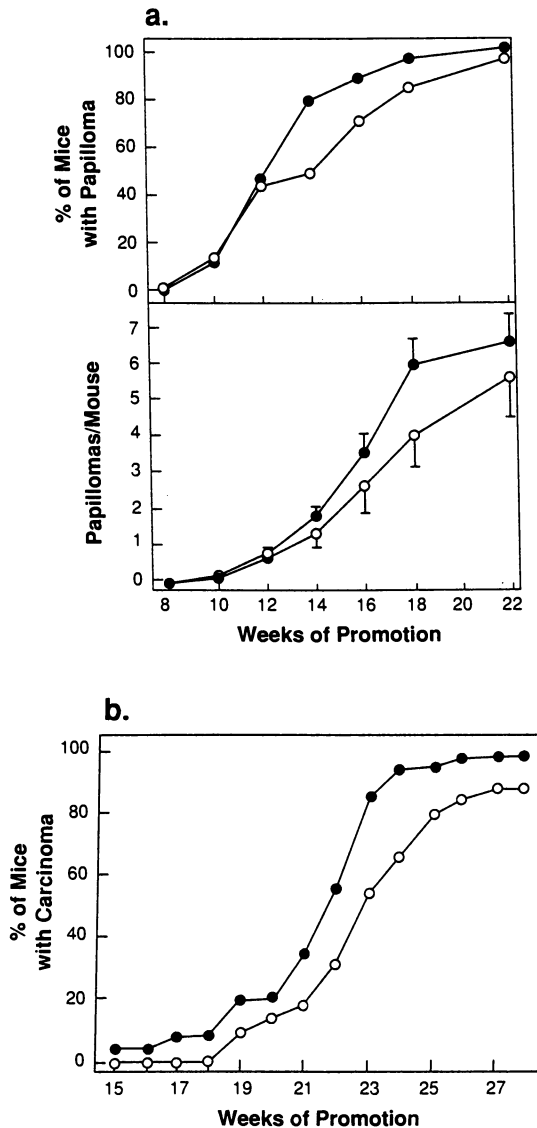 a.
100
80
60
40
20
0
% of Mice
with Papilloma
7
6
5
4
3
2
1
0
Papillomas/Mouse
8 10 12 14 16 18 20 22
Weeks of Promotion
b.
100
80
60
40
20
0
% of Mice
with Carcinoma
15 17 19 21 23 25 27
Weeks of Promotion